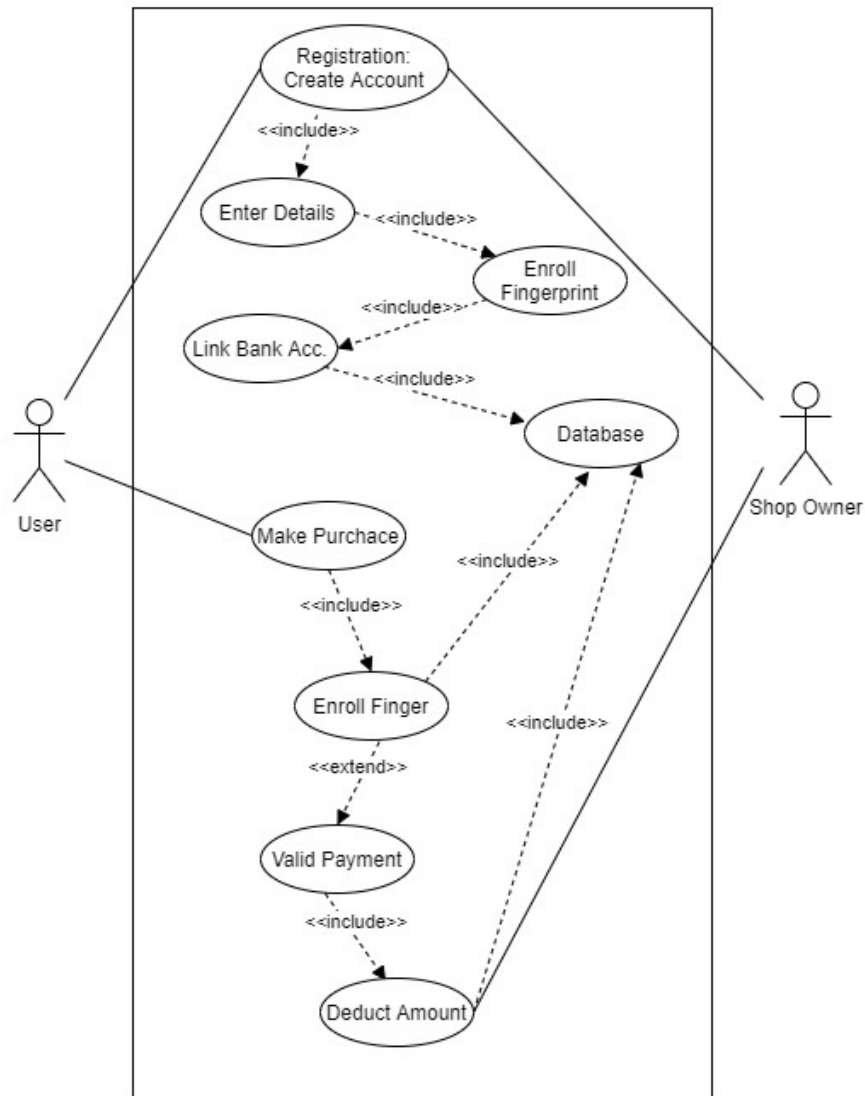 Registration:
Create Account
<<include>>
Enter Details
<<include>>
Enroll
Fingerprint
<<include>>
Link Bank Acc.
<<include>>
Database
User
Shop Owner
Make Purchace
<<include>>
<<include>>
Enroll Finger
<<include>>
<<extend>>
Valid Payment
<<include>>
Deduct Amount